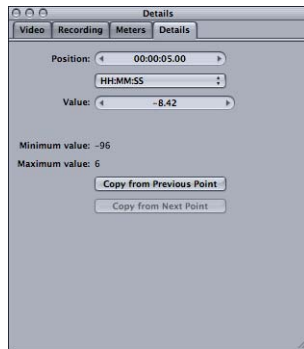 Details
Video Recording Meters Details
Position: 00:00:05.00
HH:MM:SS
Value: -8.42
Minimum value: -96
Maximum value: 6
Copy from Previous Point
Copy from Next Point